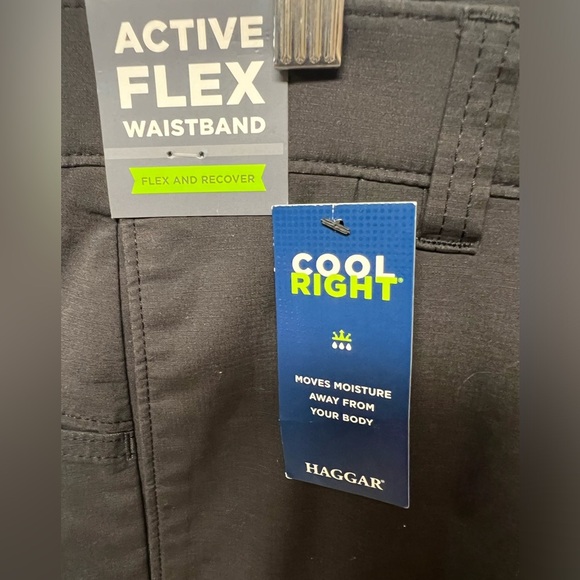 ACTIVE
FLEX
WAISTBAND
FLEX AND RECOVER
COOL
RIGHT®
MOVES MOISTURE
AWAY FROM
YOUR BODY
HAGGAR®